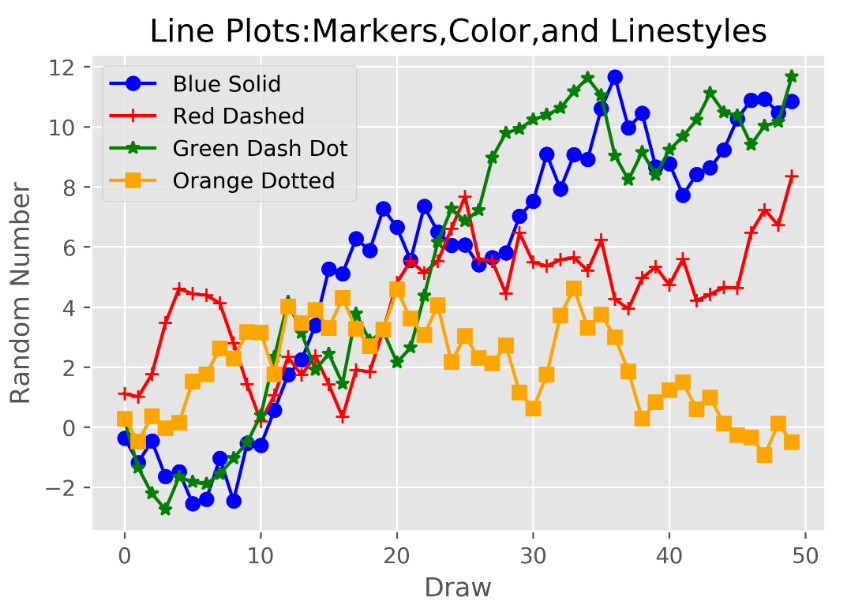 Line Plots:Markers,Color,and Linestyles
12
10
8
6
4
2
0
−2
Random Number
Blue Solid
Red Dashed
Green Dash Dot
Orange Dotted
0 10 20 30 40 50
Draw